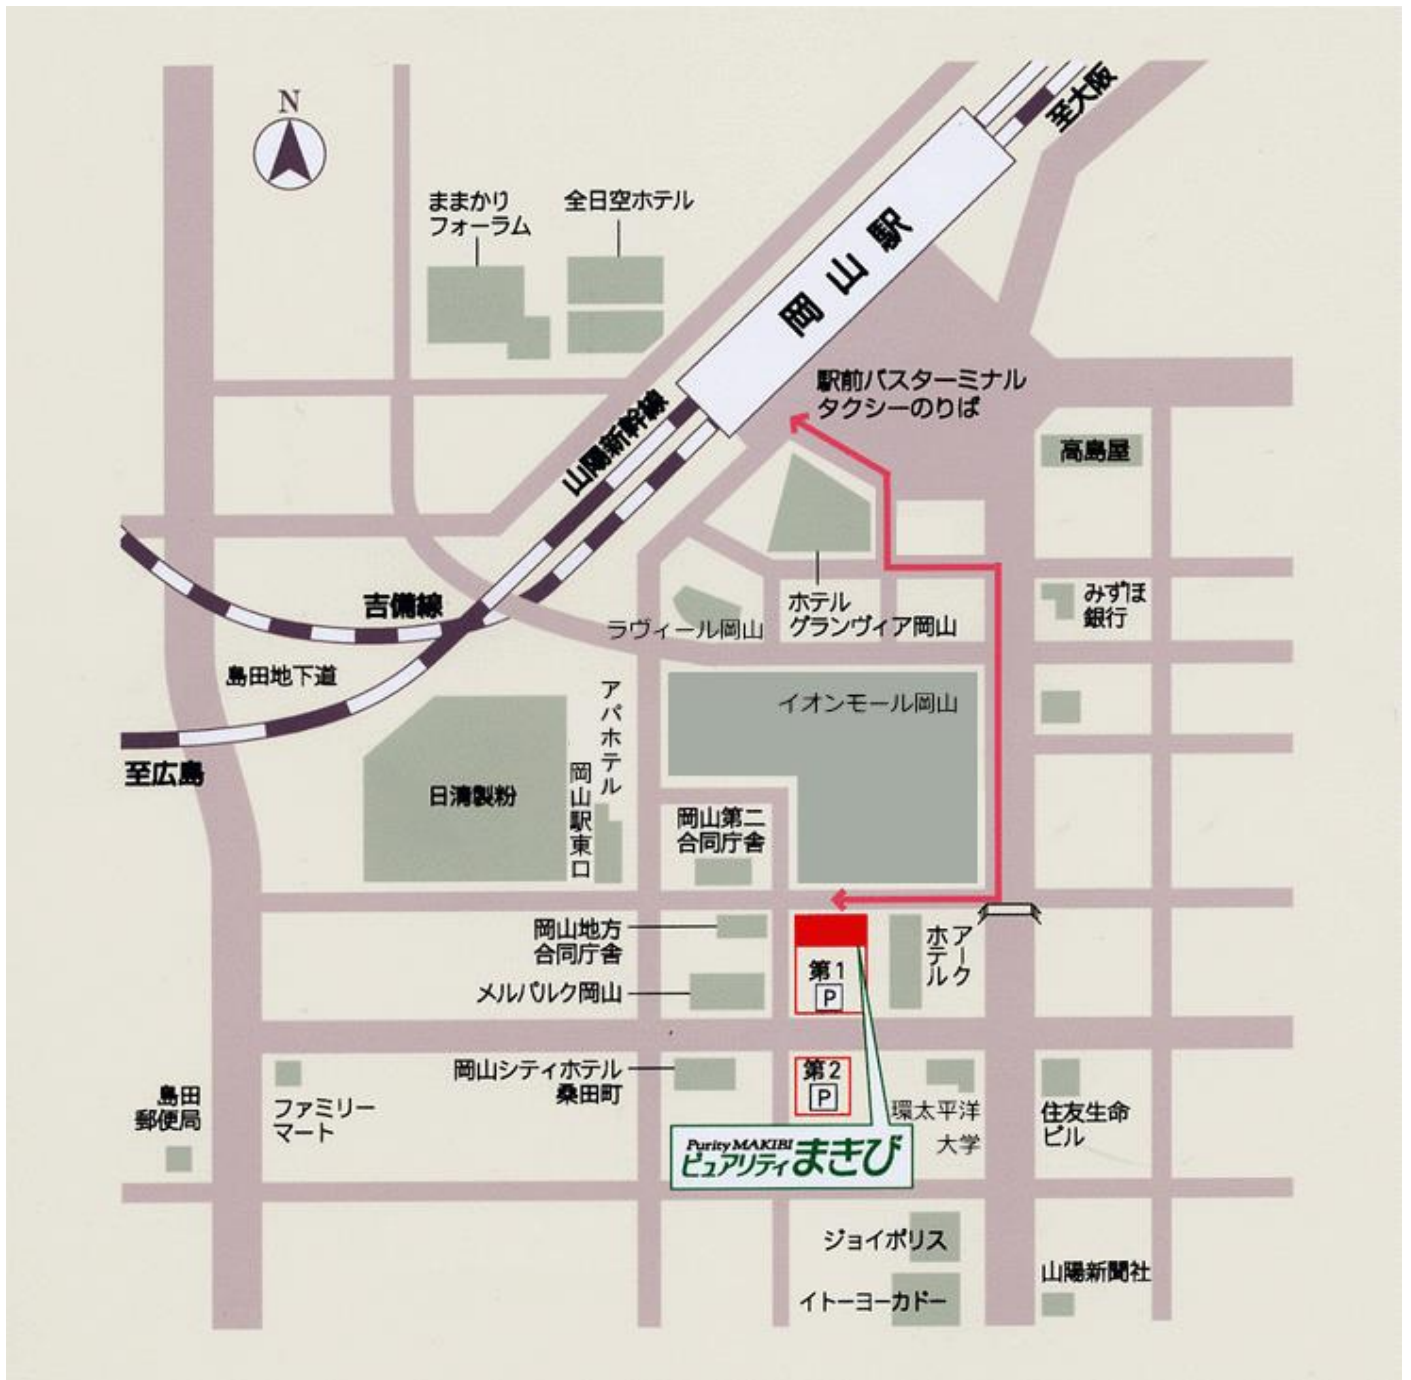 N
至大阪
ままかり
フォーラム
全日空ホテル
岡山駅
駅前バスターミナル
タクシーのりば
山陽新幹線
高島屋
吉備線
ホテル
グランヴィア岡山
みずほ
銀行
ラヴィール岡山
島田地下道
イオンモール岡山
至広島
日清製粉
アパホテル
岡山駅東口
岡山第二
合同庁舎
岡山地方
合同庁舎
アーク
ホテル
第1
P
メルパルク岡山
岡山シティホテル
桑田町
第2
P
島田
郵便局
ファミリー
マート
環太平洋
大学
住友生命
ビル
Purity MAKIBI
ピュアリティまきび
ジョイポリス
山陽新聞社
イトーヨーカドー